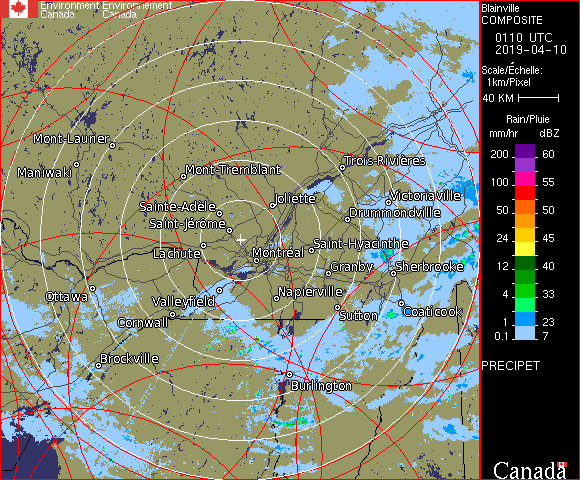 Environment Environnement
Canada Canada
Blainville
COMPOSITE
0110 UTC
2019-04-10
Scale/Échelle:
1km/Pixel
40 KM
Rain/Pluie
mm/hr dBZ
200 60
100 55
50 50
24 45
12 40
4 33
1 23
0.1 7
PRECIPET
Canada
Mont-Laurier
Maniwaki
Mont-Tremblant
Trois-Rivières
Sainte-Adele
Joliette
Victoriaville
Saint-Jérôme
Drummondville
Lachute
Montréal
Saint-Hyacinthe
Granby
Sherbrooke
Ottawa
Valleyfield
Napierville
Cornwall
Sutton
Coaticook
Brockville
Burlington